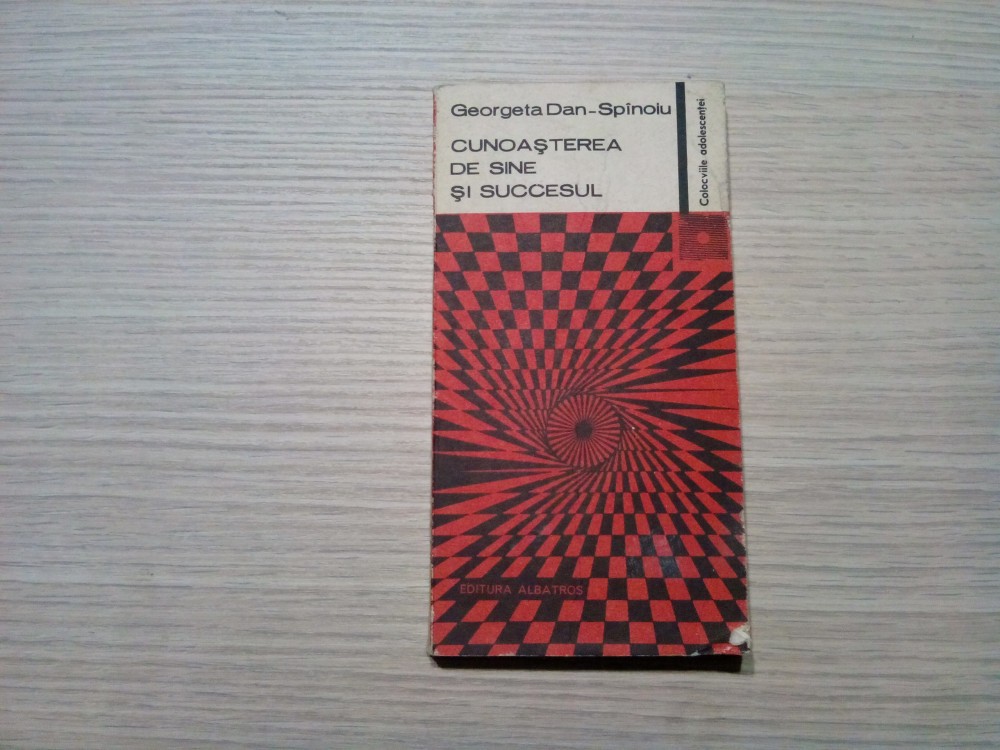 Georgeta Dan-Spînoiu
CUNOAŞTEREA
DE SINE
ŞI SUCCESUL
Colocviile adolescenţei
EDITURA ALBATROS